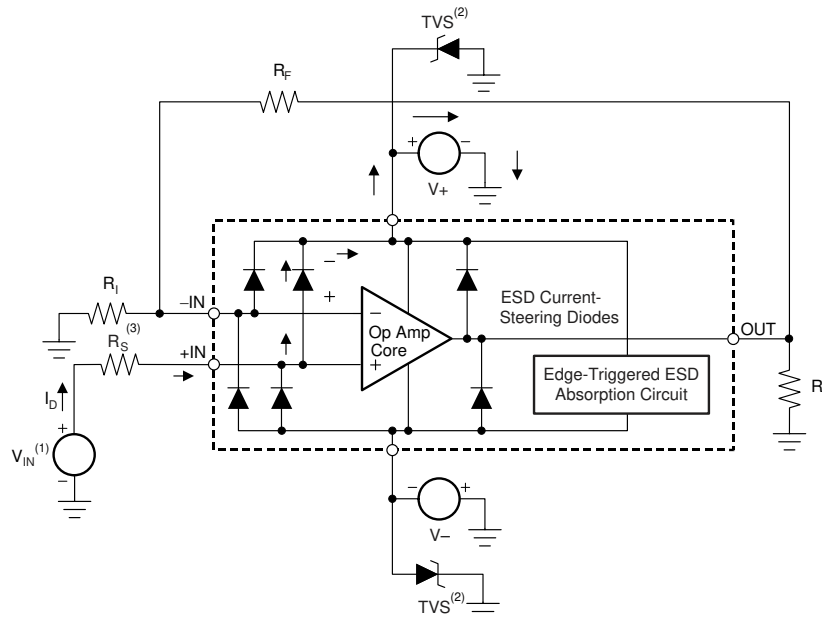 TVS(2)
RF
+ −
V+
RI
(3)
−IN
−
+
−
Op Amp
Core
+
ESD Current-
Steering Diodes
OUT
RS
+IN
Edge-Triggered ESD
Absorption Circuit
R
ID
+
VIN(1)
−
− +
V−
TVS(2)